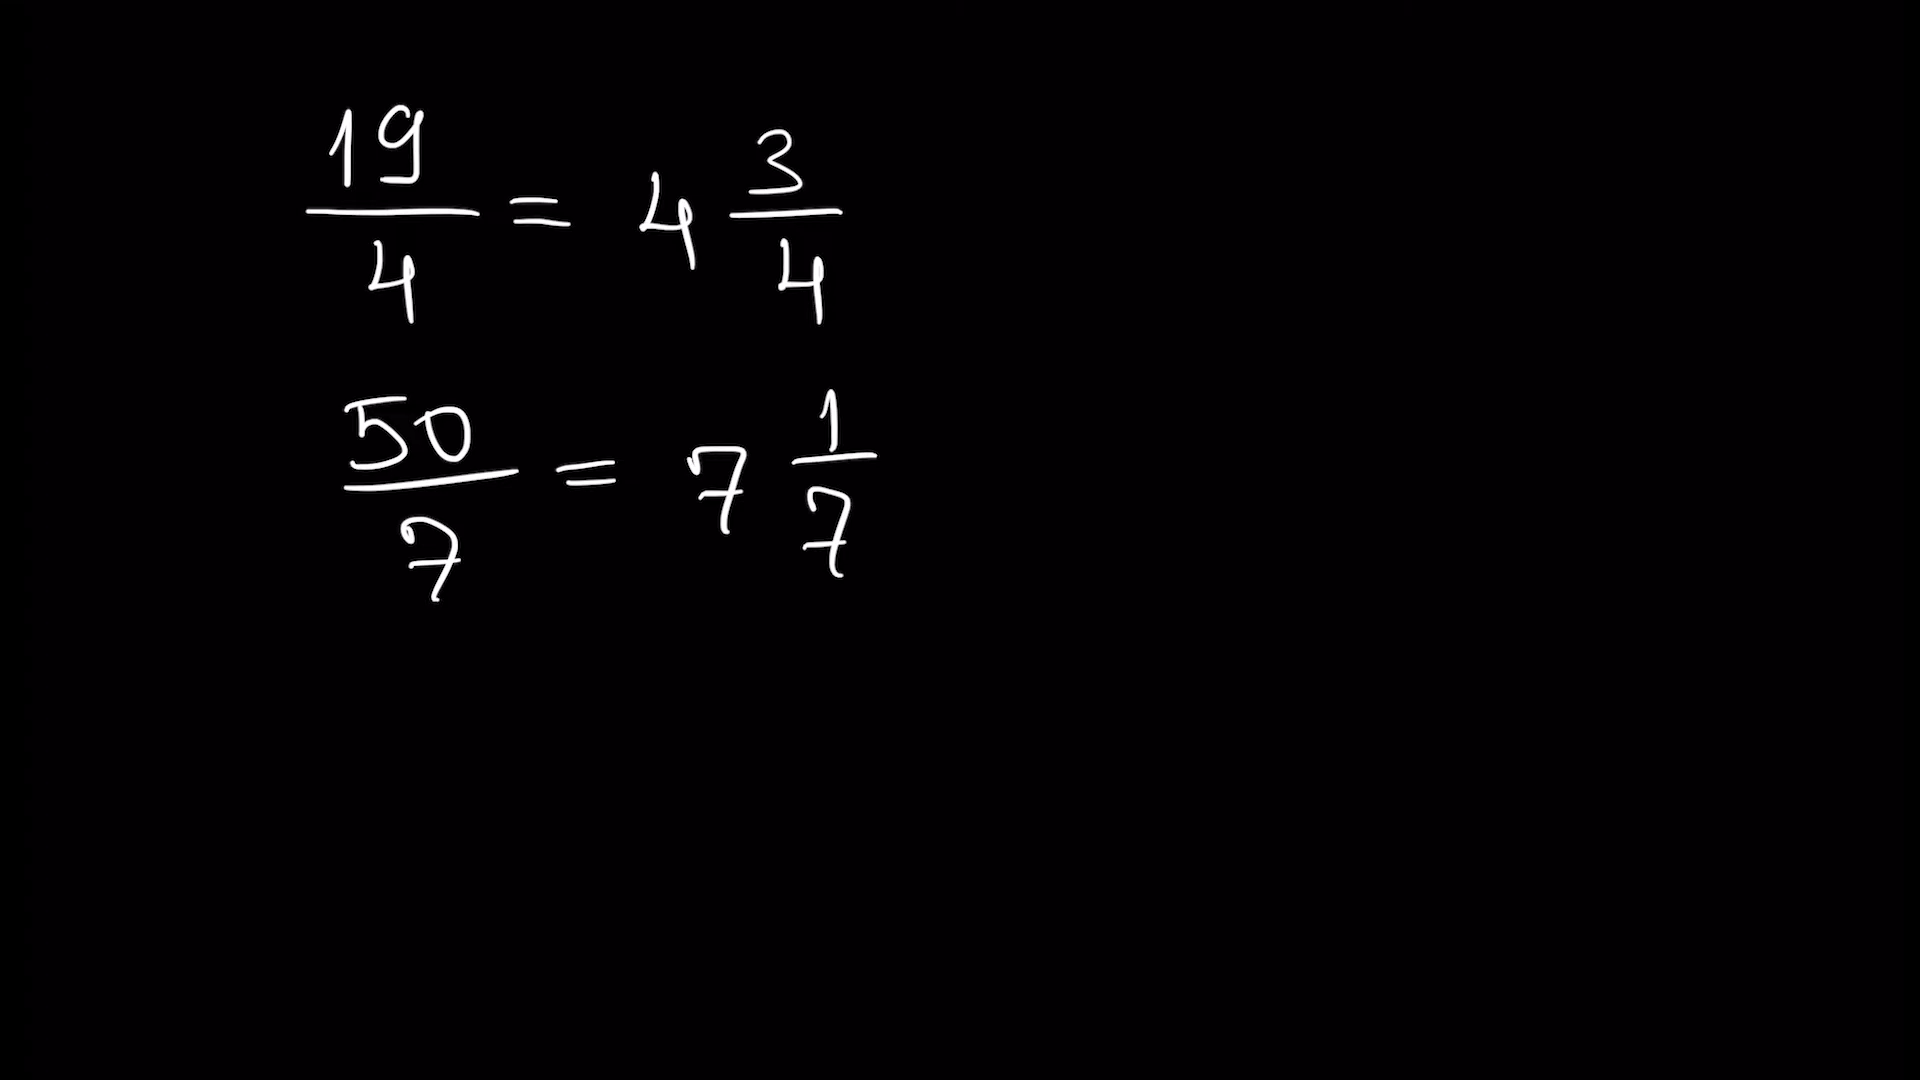 19/4 = 4 3/4
50/7 = 7 1/7